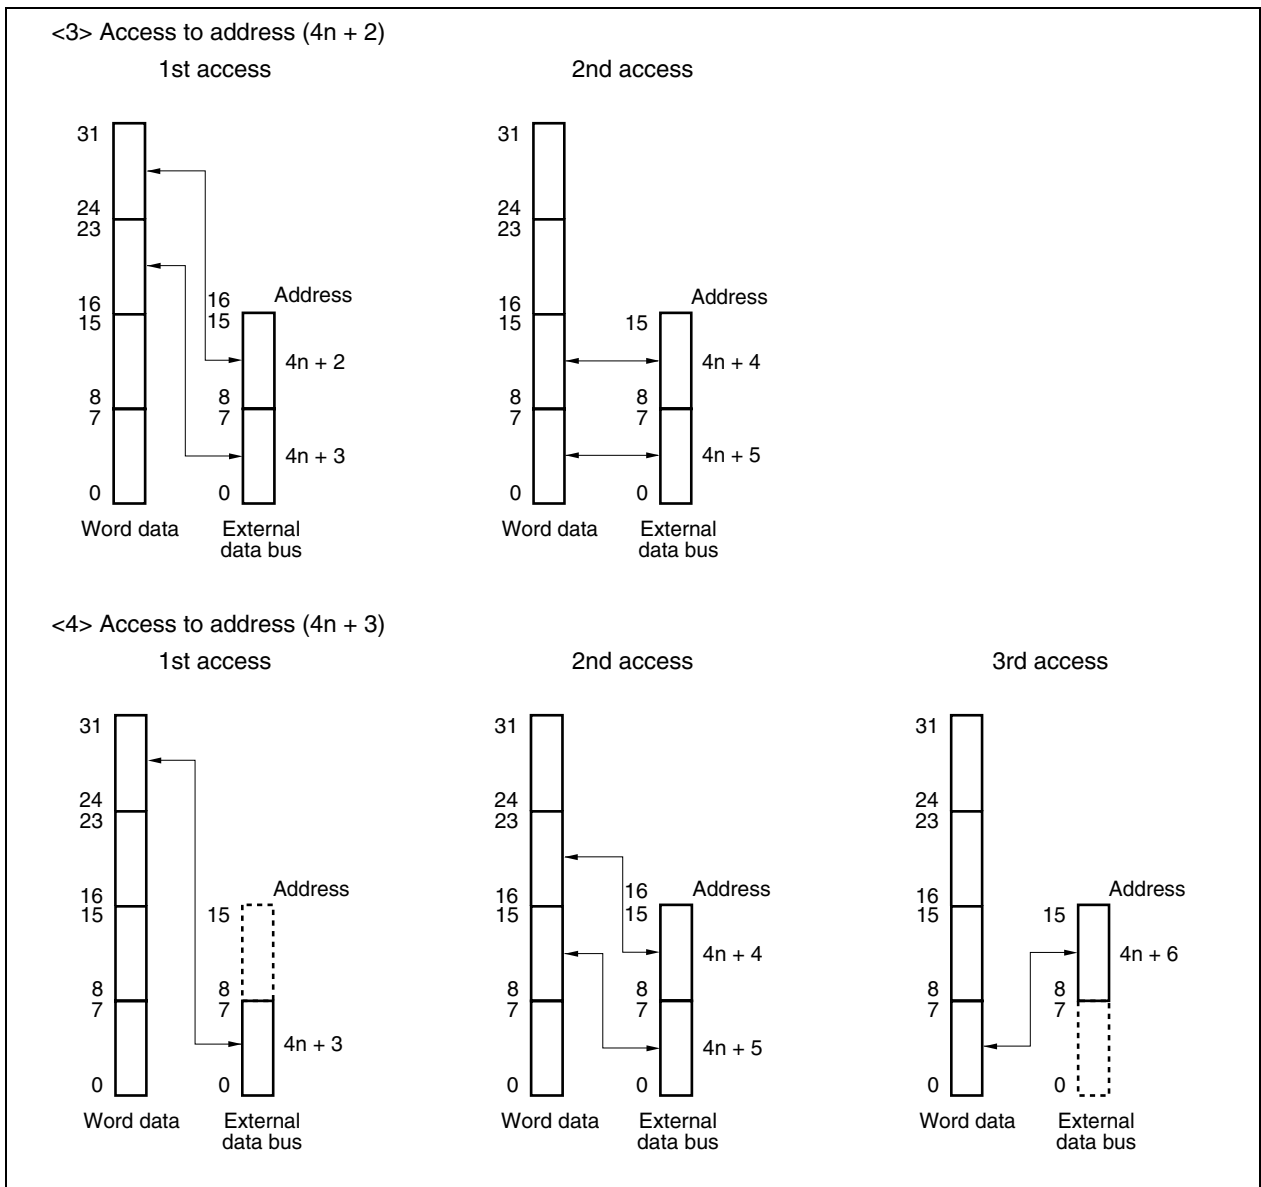 <3> Access to address (4n + 2)
1st access
2nd access
31
24
23
16
15
8
7
0
16
15
8
7
0
Address
4n + 2
4n + 3
Word data
External
data bus
31
24
23
16
15
8
7
0
15
8
7
0
Address
4n + 4
4n + 5
Word data
External
data bus
<4> Access to address (4n + 3)
1st access
2nd access
3rd access
31
24
23
16
15
8
7
0
15
8
7
0
Address
4n + 3
Word data
External
data bus
31
24
23
16
15
8
7
0
16
15
8
7
0
Address
4n + 4
4n + 5
Word data
External
data bus
31
24
23
16
15
8
7
0
15
8
7
0
Address
4n + 6
Word data
External
data bus